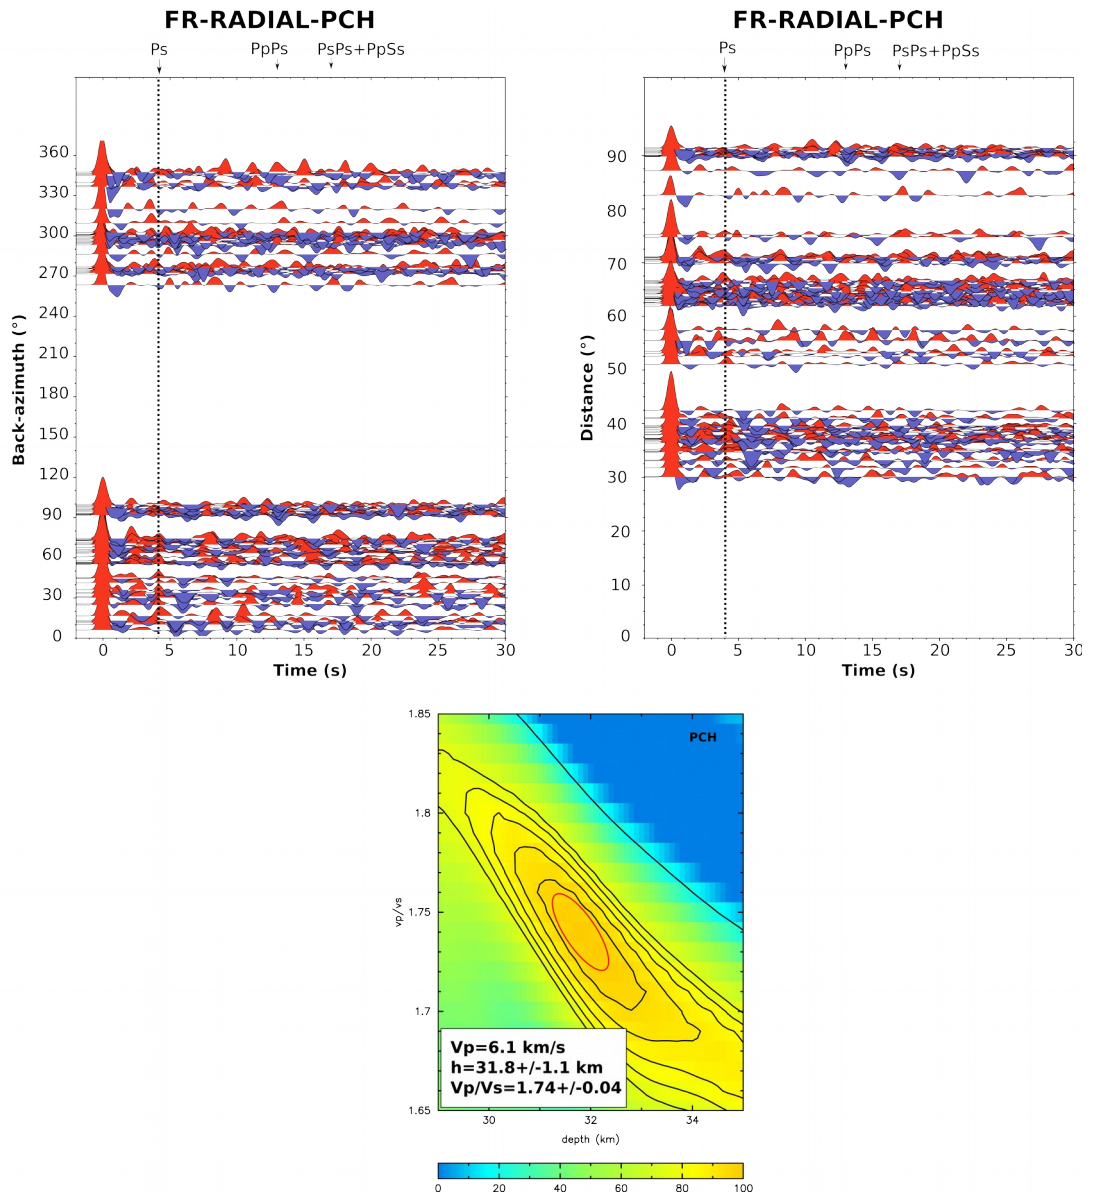 FR-RADIAL-PCH
Ps PpPs PsPs+PpSs
360
330
300
270
240
210
180
150
120
90
60
30
0
Back-azimuth (°)
0 5 10 15 20 25 30
Time (s)
FR-RADIAL-PCH
Ps PpPs PsPs+PpSs
90
80
70
60
50
40
30
20
10
0
Distance (°)
0 5 10 15 20 25 30
Time (s)
PCH
1.85
1.8
1.75
1.7
1.65
vp/vs
Vp=6.1 km/s
h=31.8+/-1.1 km
Vp/Vs=1.74+/-0.04
30 32 34
depth (km)
0 20 40 60 80 100